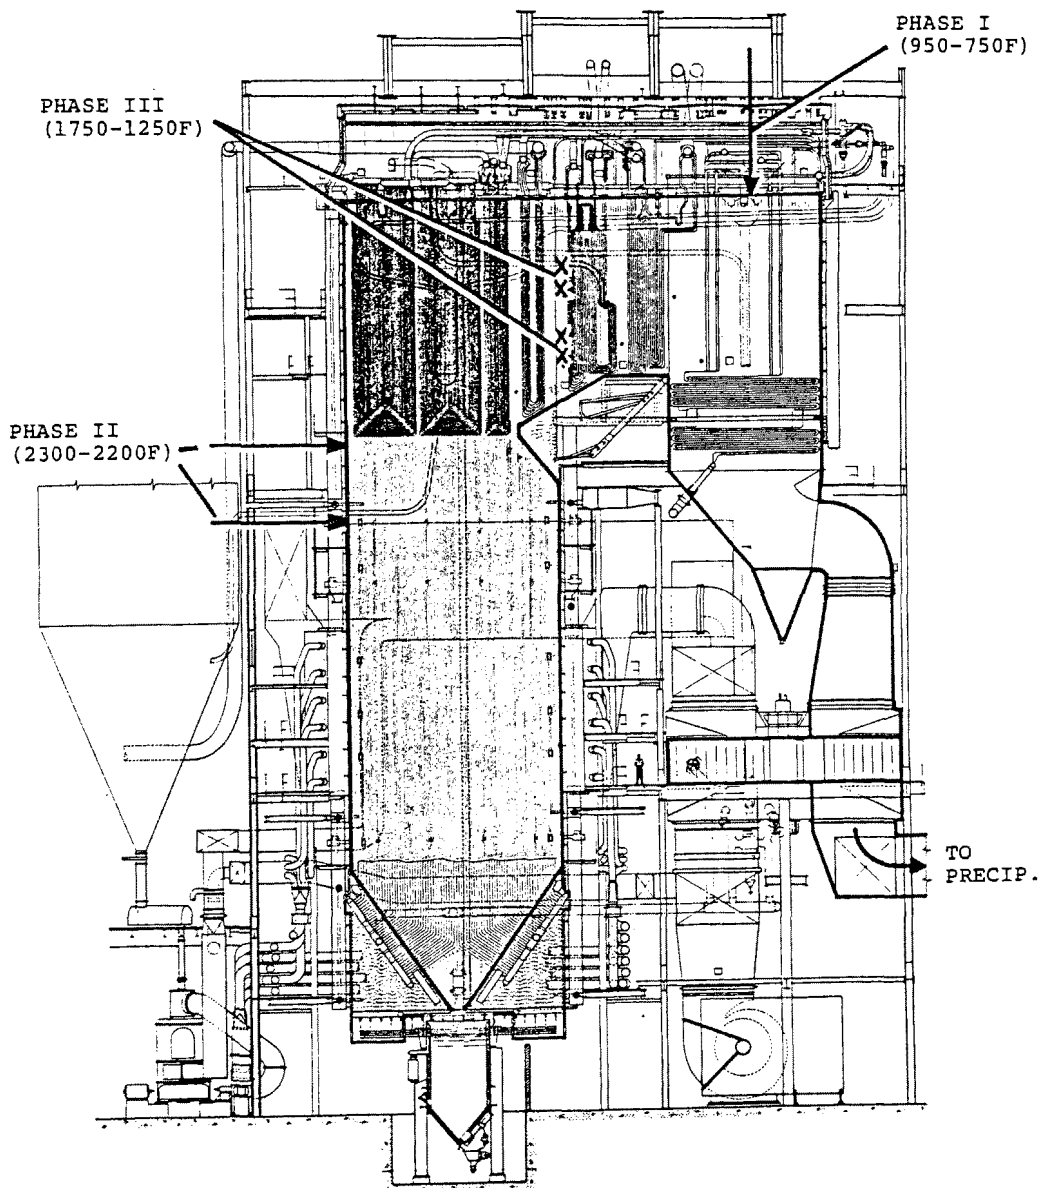 PHASE I
(950-750F)
PHASE III
(1750-1250F)
PHASE II
(2300-2200F)
TO
PRECIP.